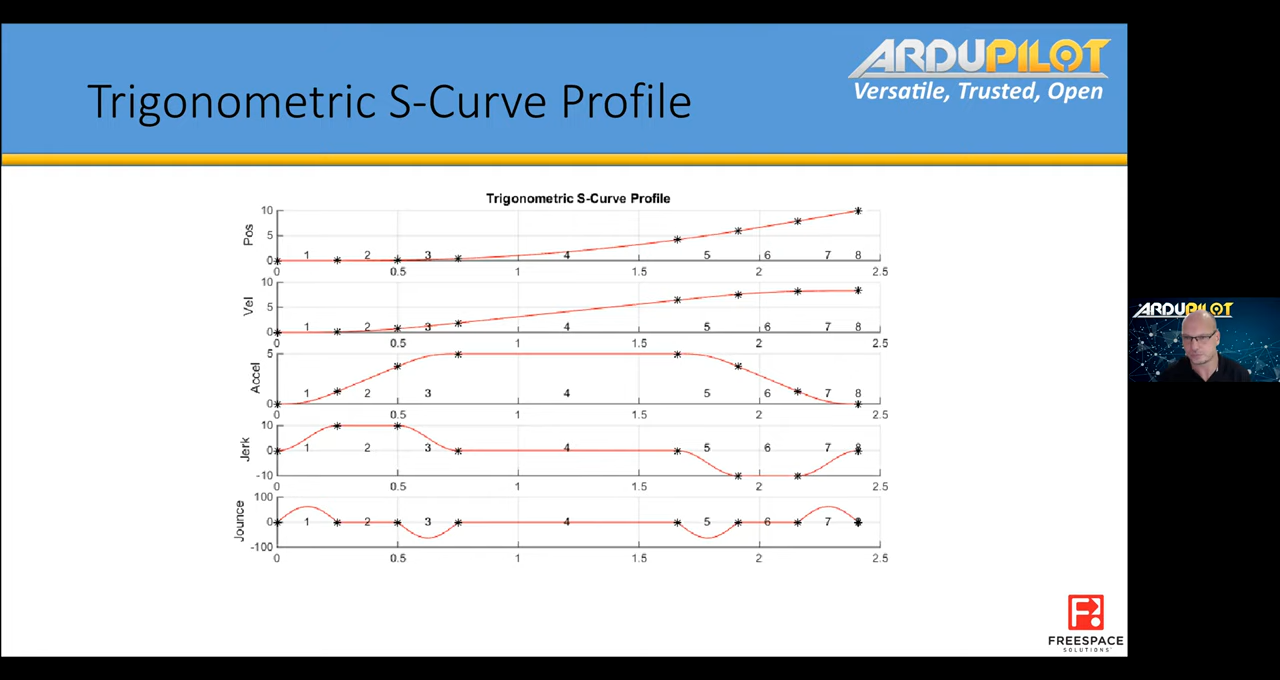 ARDUPILOT
Versatile, Trusted, Open
Trigonometric S-Curve Profile
Trigonometric S-Curve Profile
Pos
10
5
0
1 2 3 4 5 6 7 8
0 0.5 1 1.5 2 2.5
Vel
10
5
0
1 2 3 4 5 6 7 8
0 0.5 1 1.5 2 2.5
Accel
5
0
1 2 3 4 5 6 7 8
0 0.5 1 1.5 2 2.5
Jerk
10
0
-10
1 2 3 4 5 6 7 8
0 0.5 1 1.5 2 2.5
Jounce
100
0
-100
1 2 3 4 5 6 7 8
0 0.5 1 1.5 2 2.5
ARDUPILOT
FREESPACE
SOLUTIONS